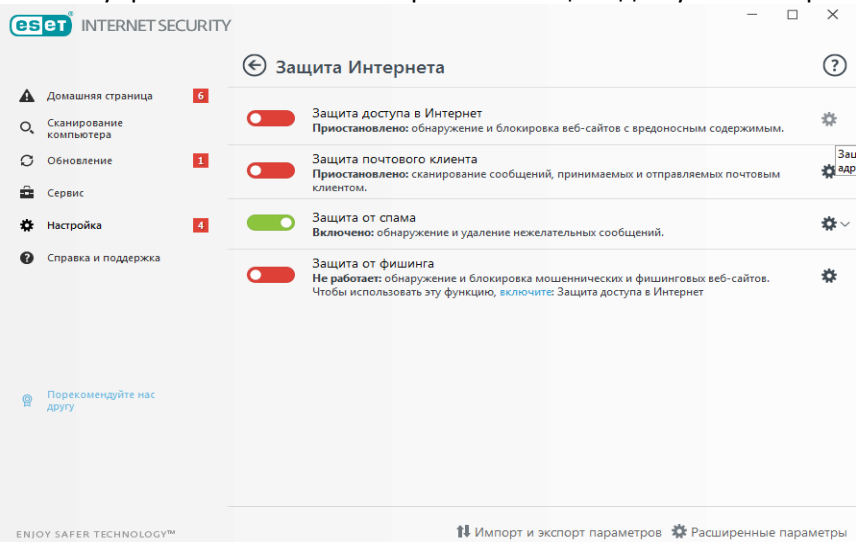 eset INTERNET SECURITY
Защита Интернета
?
Домашняя страница 6
Сканирование
компьютера
Обновление 1
Сервис
Настройка 4
Справка и поддержка
Порекомендуйте нас
другу
Защита доступа в Интернет
Приостановлено: обнаружение и блокировка веб-сайтов с вредоносным содержимым.
Защита почтового клиента
Приостановлено: сканирование сообщений, принимаемых и отправляемых почтовым
клиентом.
Защита от спама
Включено: обнаружение и удаление нежелательных сообщений.
Защита от фишинга
Не работает: обнаружение и блокировка мошеннических и фишинговых веб-сайтов.
Чтобы использовать эту функцию, включите: Защита доступа в Интернет
ENJOY SAFER TECHNOLOGY™
Импорт и экспорт параметров Расширенные параметры